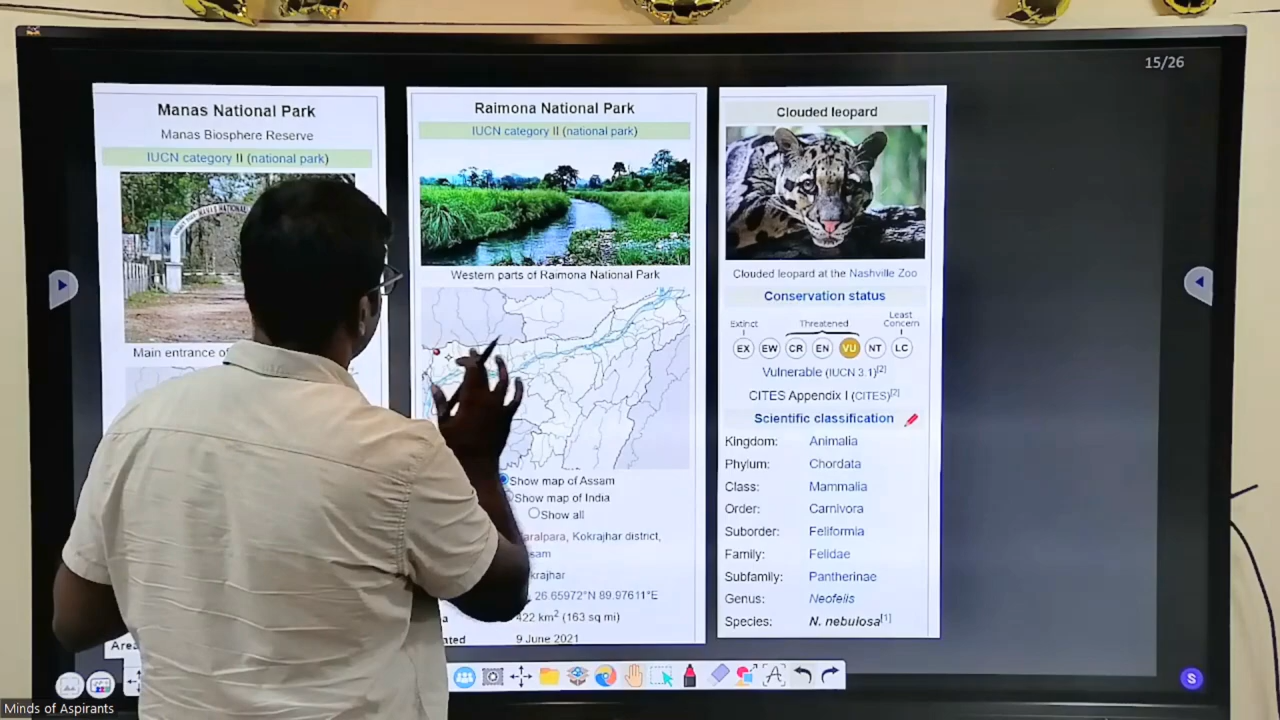 15/26
Manas National Park
Manas Biosphere Reserve
IUCN category II (national park)
MANAS NATIONAL
Main entrance of
Area
Raimona National Park
IUCN category II (national park)
Western parts of Raimona National Park
Show map of Assam
Show map of India
Show all
Kokrajhar district,
26.65972°N 89.97611°E
422 km² (163 sq mi)
9 June 2021
Clouded leopard
Clouded leopard at the Nashville Zoo
Conservation status
Extinct Threatened Least Concern
EX EW CR EN VU NT LC
Vulnerable (IUCN 3.1)[2]
CITES Appendix I (CITES)[2]
Scientific classification
Kingdom: Animalia
Phylum: Chordata
Class: Mammalia
Order: Carnivora
Suborder: Feliformia
Family: Felidae
Subfamily: Pantherinae
Genus: Neofelis
Species: N. nebulosa[1]
S
Minds of Aspirants